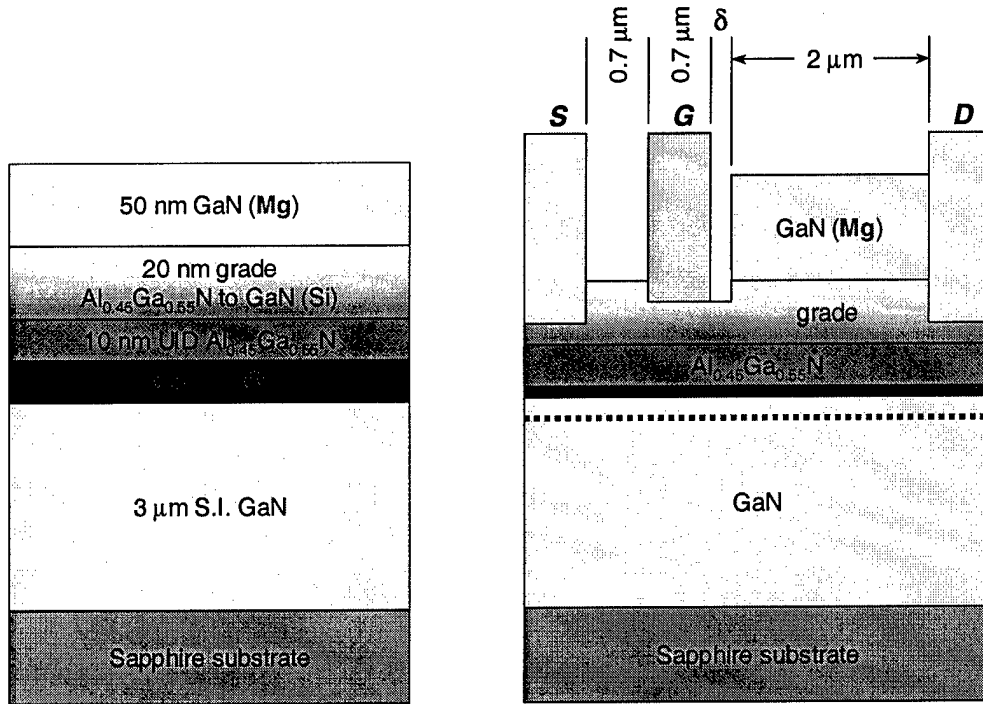 50 nm GaN (Mg)
20 nm grade
Al0.45Ga0.55N to GaN (Si)
10 nm UID Al0.45Ga0.55N
3 μm S.I. GaN
Sapphire substrate
0.7 μm
0.7 μm
δ
2 μm
S
G
D
GaN (Mg)
grade
Al0.45Ga0.55N
GaN
Sapphire substrate